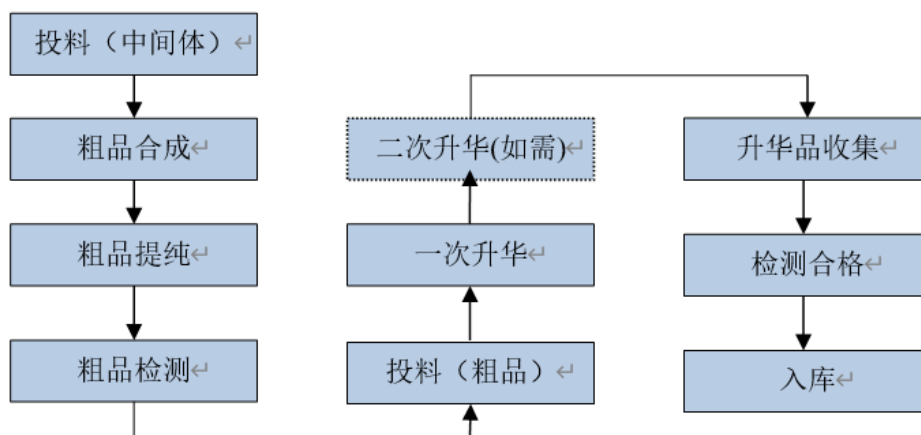 投料（中间体）
粗品合成
粗品提纯
粗品检测
投料（粗品）
一次升华
二次升华(如需)
升华品收集
检测合格
入库